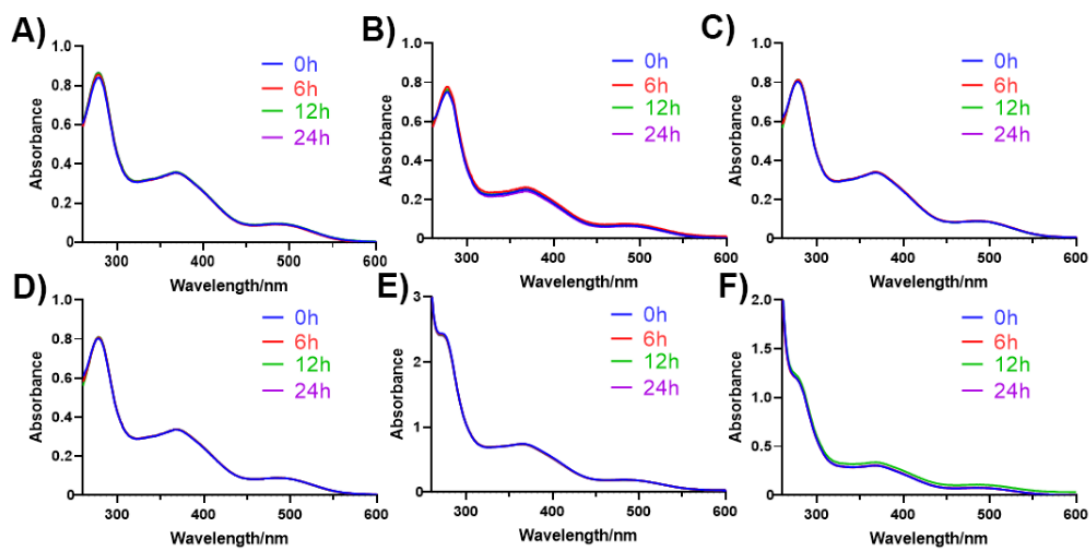 A)
Absorbance
1.0
0.8
0.6
0.4
0.2
0
300 400 500 600
Wavelength/nm
0h
6h
12h
24h
B)
Absorbance
1.0
0.8
0.6
0.4
0.2
0
300 400 500 600
Wavelength/nm
0h
6h
12h
24h
C)
Absorbance
1.0
0.8
0.6
0.4
0.2
0
300 400 500 600
Wavelength/nm
0h
6h
12h
24h
D)
Absorbance
1.0
0.8
0.6
0.4
0.2
0
300 400 500 600
Wavelength/nm
0h
6h
12h
24h
E)
Absorbance
3
2
1
0
300 400 500 600
Wavelength/nm
0h
6h
12h
24h
F)
Absorbance
2.0
1.5
1.0
0.5
0
300 400 500 600
Wavelength/nm
0h
6h
12h
24h